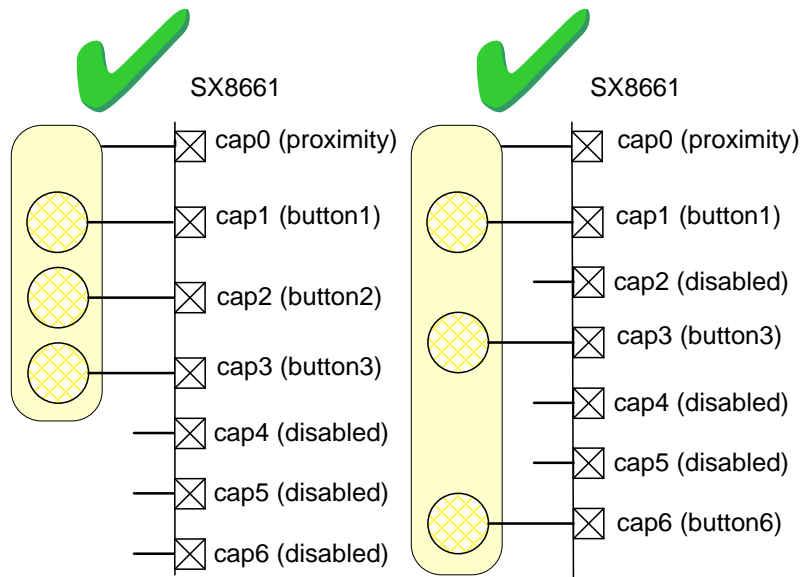 SX8661
cap0 (proximity)
cap1 (button1)
cap2 (button2)
cap3 (button3)
cap4 (disabled)
cap5 (disabled)
cap6 (disabled)
SX8661
cap0 (proximity)
cap1 (button1)
cap2 (disabled)
cap3 (button3)
cap4 (disabled)
cap5 (disabled)
cap6 (button6)